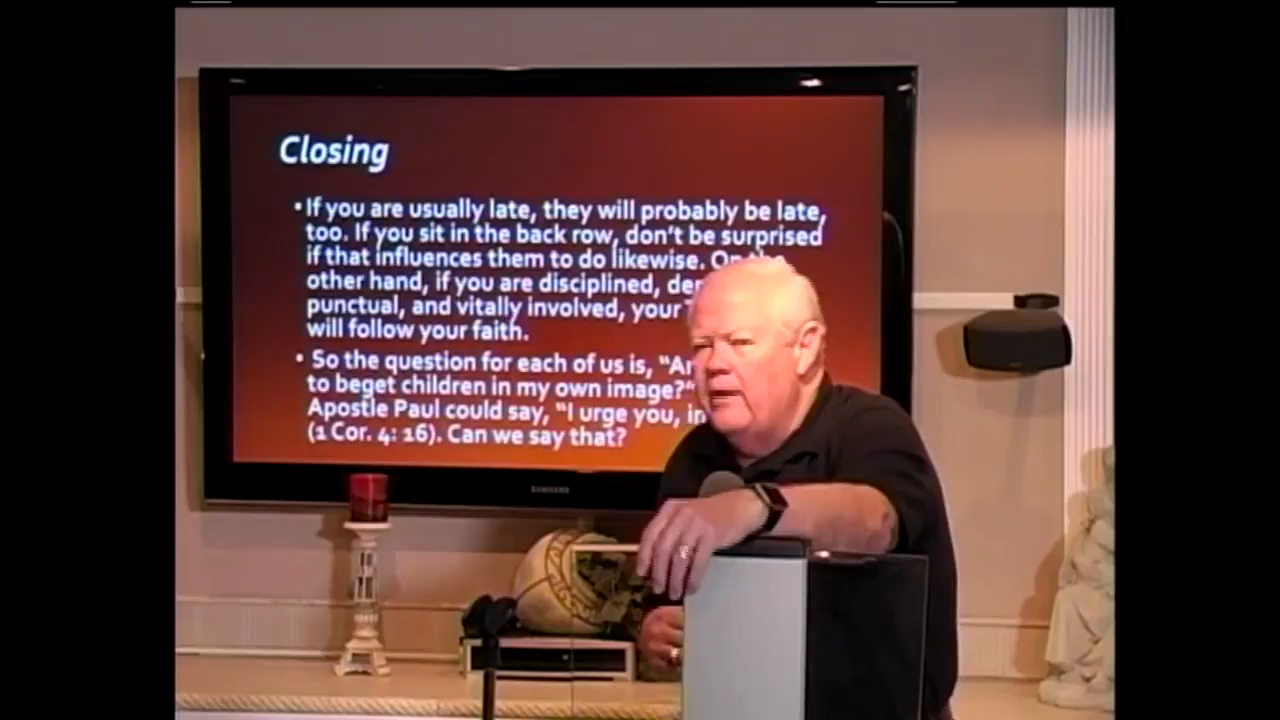 Closing
• If you are usually late, they will probably be late,
too. If you sit in the back row, don't be surprised
if that influences them to do likewise. On the
other hand, if you are disciplined,
punctual, and vitally involved, your
will follow your faith.
• So the question for each of us is, “
to beget children in my own image?”
Apostle Paul could say, “I urge you,
(1 Cor. 4: 16). Can we say that?
SAMSUNG